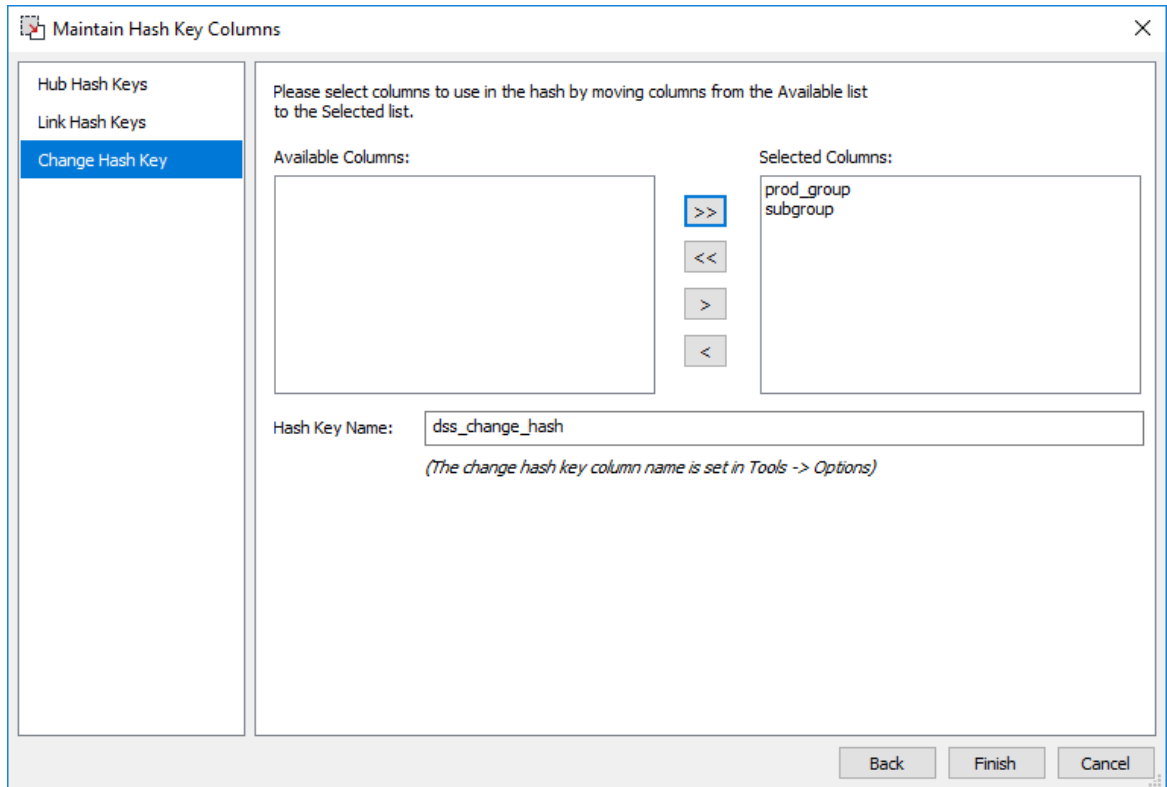 Maintain Hash Key Columns
Hub Hash Keys
Link Hash Keys
Change Hash Key
Please select columns to use in the hash by moving columns from the Available list
to the Selected list.
Available Columns:
Selected Columns:
prod_group
subgroup
>>
<<
>
<
Hash Key Name:
dss_change_hash
(The change hash key column name is set in Tools -> Options)
Back
Finish
Cancel